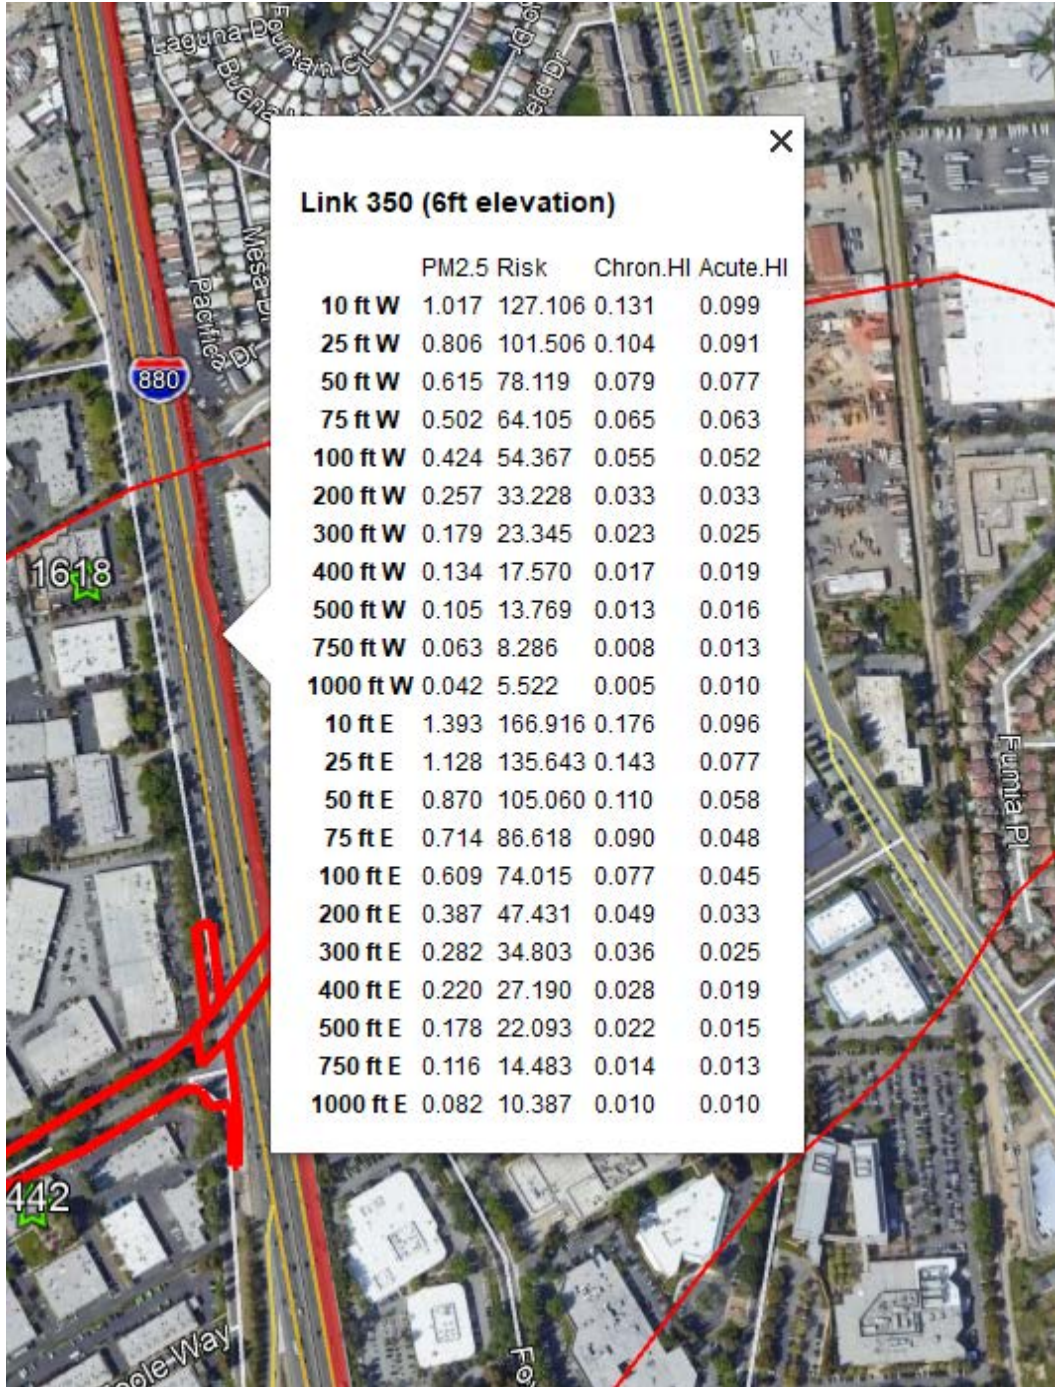 Laguna Dr
Fountain Cir
Buena
field Dr
×
Link 350 (6ft elevation)
PM2.5 Risk Chron.HI Acute.HI
10 ft W 1.017 127.106 0.131 0.099
25 ft W 0.806 101.506 0.104 0.091
50 ft W 0.615 78.119 0.079 0.077
75 ft W 0.502 64.105 0.065 0.063
100 ft W 0.424 54.367 0.055 0.052
200 ft W 0.257 33.228 0.033 0.033
300 ft W 0.179 23.345 0.023 0.025
400 ft W 0.134 17.570 0.017 0.019
500 ft W 0.105 13.769 0.013 0.016
750 ft W 0.063 8.286 0.008 0.013
1000 ft W 0.042 5.522 0.005 0.010
10 ft E 1.393 166.916 0.176 0.096
25 ft E 1.128 135.643 0.143 0.077
50 ft E 0.870 105.060 0.110 0.058
75 ft E 0.714 86.618 0.090 0.048
100 ft E 0.609 74.015 0.077 0.045
200 ft E 0.387 47.431 0.049 0.033
300 ft E 0.282 34.803 0.036 0.025
400 ft E 0.220 27.190 0.028 0.019
500 ft E 0.178 22.093 0.022 0.015
750 ft E 0.116 14.483 0.014 0.013
1000 ft E 0.082 10.387 0.010 0.010
Mesa D
Pacifica Dr
880
1618
Fumia Pl
442
oole Way
Fo